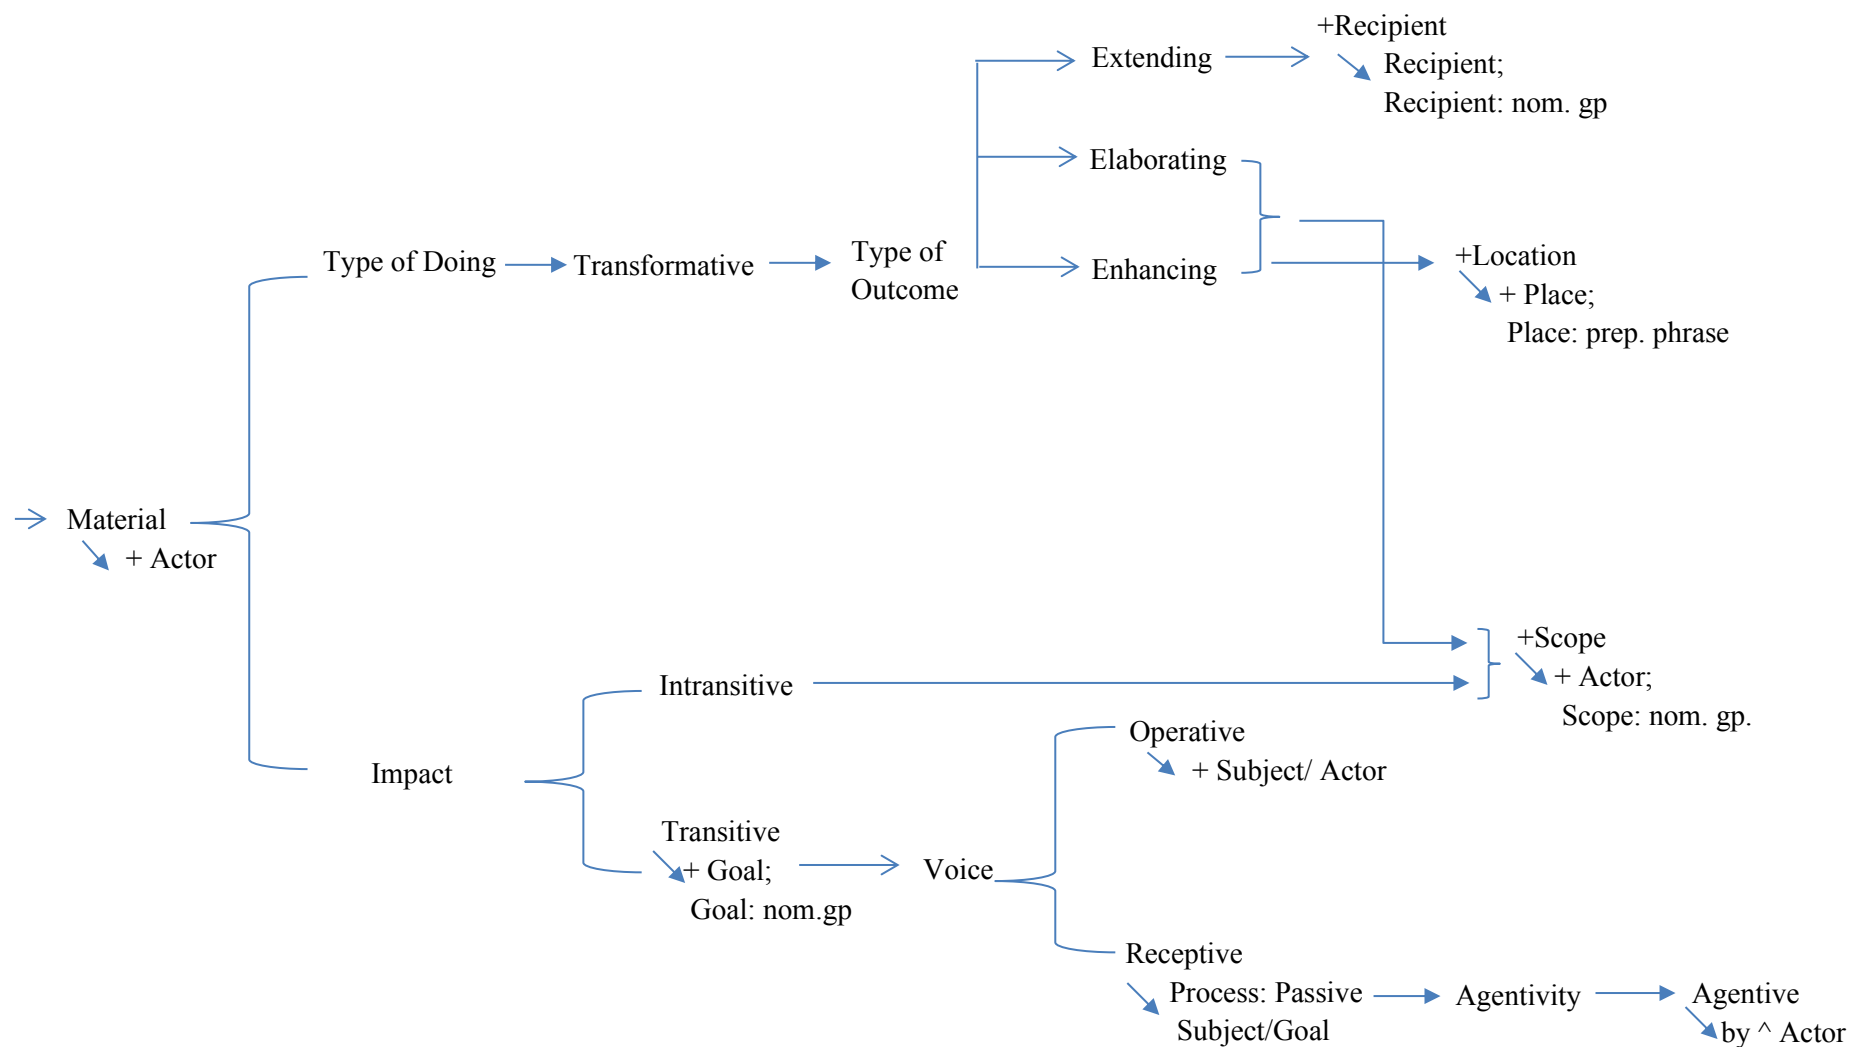 +Recipient
Recipient;
Recipient: nom. gp
Extending
Elaborating
Enhancing
Type of Doing
Transformative
Type of
Outcome
+Location
+ Place;
Place: prep. phrase
Material
+ Actor
+Scope
+ Actor;
Scope: nom. gp.
Intransitive
Impact
Operative
+ Subject/ Actor
Transitive
+ Goal;
Goal: nom.gp
Voice
Receptive
Process: Passive
Subject/Goal
Agentivity
Agentive
by ^ Actor